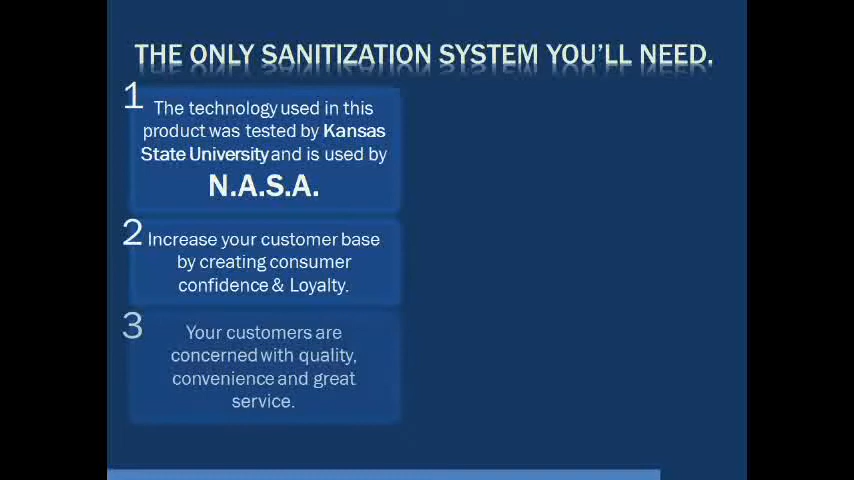 THE ONLY SANITIZATION SYSTEM YOU'LL NEED.
1
The technology used in this
product was tested by Kansas
State University and is used by
N.A.S.A.
2
Increase your customer base
by creating consumer
confidence & Loyalty.
3
Your customers are
concerned with quality,
convenience and great
service.